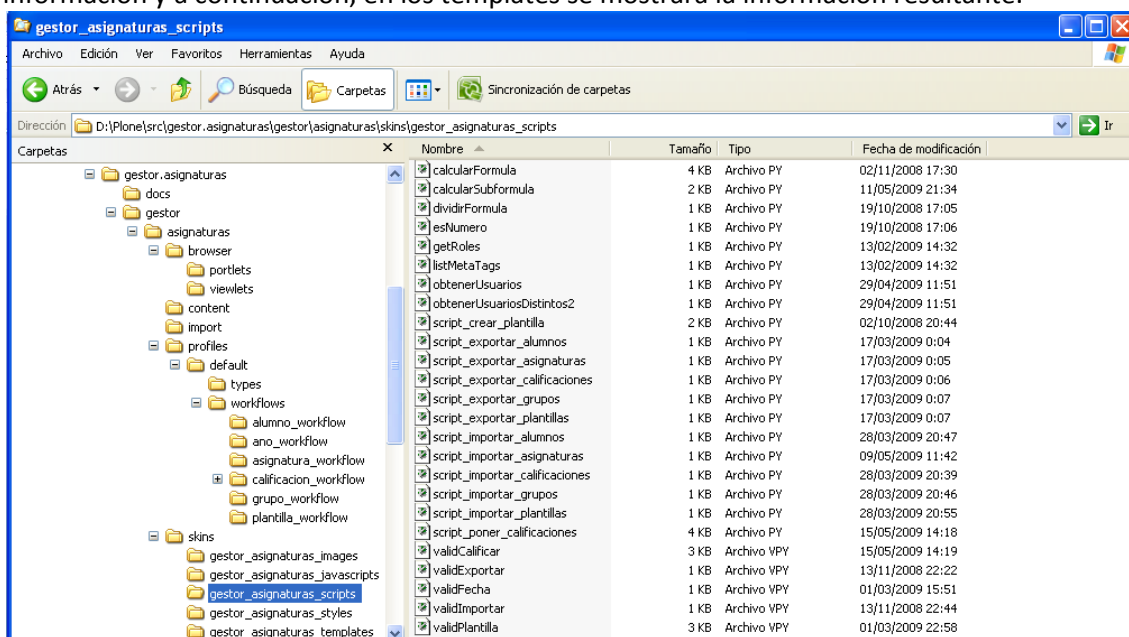 información y a continuación, en los templates se mostrará la información resultante.
gestor_asignaturas_scripts
Archivo Edición Ver Favoritos Herramientas Ayuda
Atrás Búsqueda Carpetas Sincronización de carpetas
Dirección D:\Plone\src\gestor.asignaturas\gestor\asignaturas\skins\gestor_asignaturas_scripts Ir
Carpetas
gestor.asignaturas
docs
gestor
asignaturas
browser
portlets
viewlets
content
import
profiles
default
types
workflows
alumno_workflow
ano_workflow
asignatura_workflow
calificacion_workflow
grupo_workflow
plantilla_workflow
skins
gestor_asignaturas_images
gestor_asignaturas_javascripts
gestor_asignaturas_scripts
gestor_asignaturas_styles
gestor_asignaturas_templates
Nombre Tamaño Tipo Fecha de modificación
calcularFormula 4 KB Archivo PY 02/11/2008 17:30
calcularSubformula 2 KB Archivo PY 11/05/2009 21:34
dividirFormula 1 KB Archivo PY 19/10/2008 17:05
esNumero 1 KB Archivo PY 19/10/2008 17:06
getRoles 1 KB Archivo PY 13/02/2009 14:32
listMetaTags 1 KB Archivo PY 13/02/2009 14:32
obtenerUsuarios 1 KB Archivo PY 29/04/2009 11:51
obtenerUsuariosDistintos2 1 KB Archivo PY 29/04/2009 11:51
script_crear_plantilla 2 KB Archivo PY 02/10/2008 20:44
script_exportar_alumnos 1 KB Archivo PY 17/03/2009 0:04
script_exportar_asignaturas 1 KB Archivo PY 17/03/2009 0:05
script_exportar_calificaciones 1 KB Archivo PY 17/03/2009 0:06
script_exportar_grupos 1 KB Archivo PY 17/03/2009 0:07
script_exportar_plantillas 1 KB Archivo PY 17/03/2009 0:07
script_importar_alumnos 1 KB Archivo PY 28/03/2009 20:47
script_importar_asignaturas 1 KB Archivo PY 09/05/2009 11:42
script_importar_calificaciones 1 KB Archivo PY 28/03/2009 20:39
script_importar_grupos 1 KB Archivo PY 28/03/2009 20:46
script_importar_plantillas 1 KB Archivo PY 28/03/2009 20:55
script_poner_calificaciones 4 KB Archivo PY 15/05/2009 14:18
validCalificar 3 KB Archivo VPY 15/05/2009 14:19
validExportar 1 KB Archivo VPY 13/11/2008 22:22
validFecha 1 KB Archivo VPY 01/03/2009 15:51
validImportar 1 KB Archivo VPY 13/11/2008 22:44
validPlantilla 3 KB Archivo VPY 01/03/2009 22:58